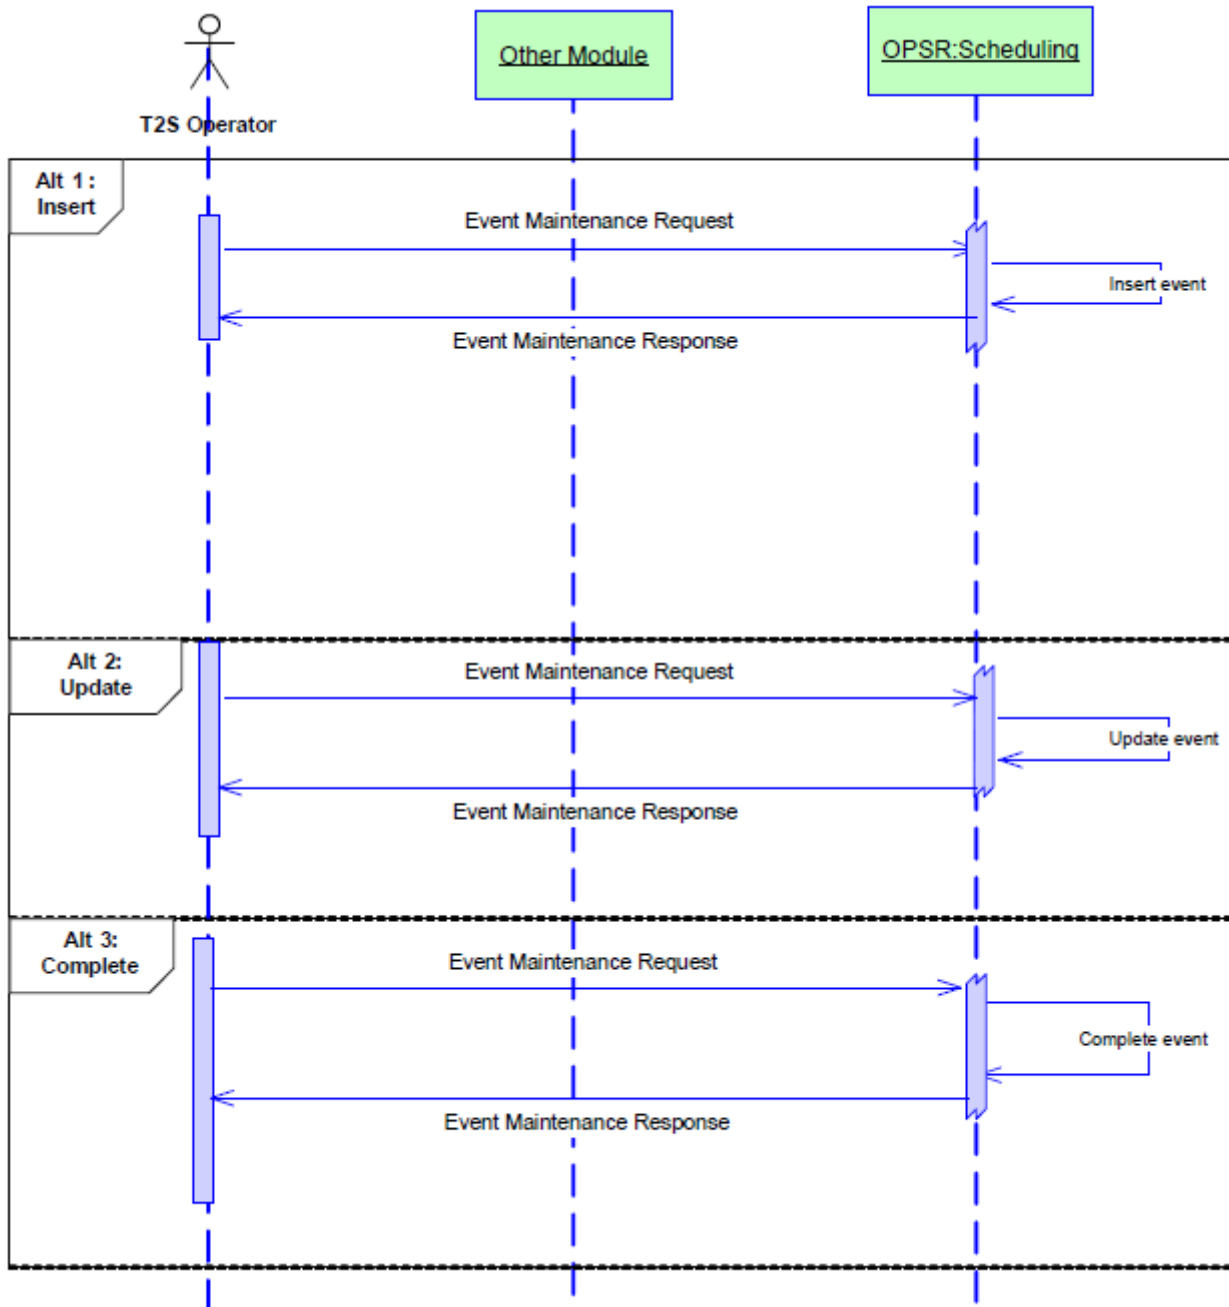 T2S Operator
Other Module
OPSR:Scheduling
Alt 1:
Insert
Event Maintenance Request
Insert event
Event Maintenance Response
Alt 2:
Update
Event Maintenance Request
Update event
Event Maintenance Response
Alt 3:
Complete
Event Maintenance Request
Complete event
Event Maintenance Response